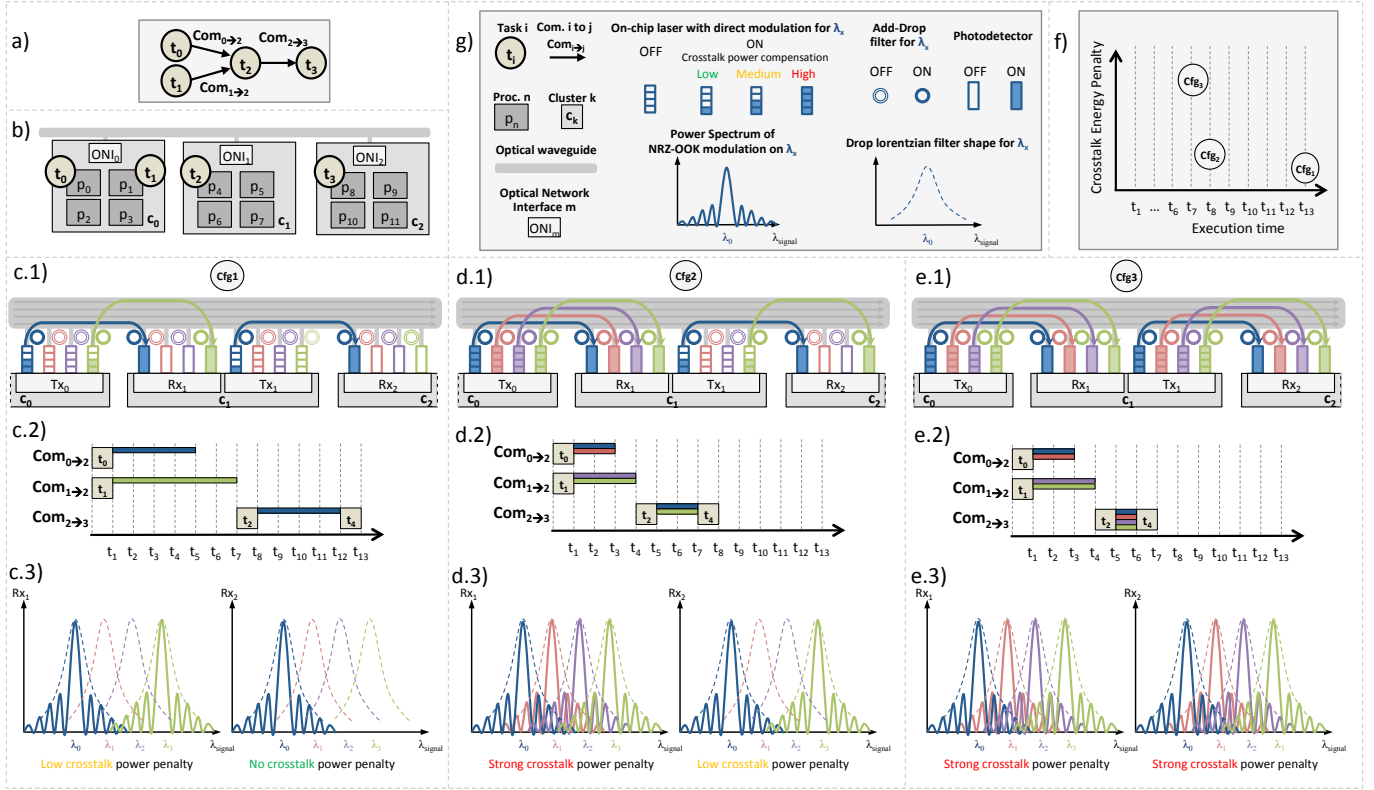 a)
t0
t1
t2
t3
Com0→2
Com2→3
Com1→2
b)
ONI0
ONI1
ONI2
t0
t1
t2
t3
p0
p1
p2
p3
c0
p4
p5
p6
p7
c1
p8
p9
p10
p11
c2
g)
Task i
Com. i to j
On-chip laser with direct modulation for λx
Add-Drop
filter for λx
Photodetector
ti
Comi→j
OFF
ON
Crosstalk power compensation
Low
Medium
High
OFF
ON
OFF
ON
Proc. n
Cluster k
pn
ck
Optical waveguide
Optical Network
Interface m
ONIm
Power Spectrum of
NRZ-OOK modulation on λx
λ0
λsignal
Drop lorentzian filter shape for λx
λ0
λsignal
f)
Crosstalk Energy Penalty
Cfg3
Cfg2
Cfg1
t1 ... t6 t7 t8 t9 t10 t11 t12 t13
Execution time
c.1)
Cfg1
Tx0
Rx1
Tx1
Rx2
c0
c1
c2
d.1)
Cfg2
Tx0
Rx1
Tx1
Rx2
c0
c1
c2
e.1)
Cfg3
Tx0
Rx1
Tx1
Rx2
c0
c1
c2
c.2)
Com0→2
t0
Com1→2
t1
Com2→3
t2
t4
t1 t2 t3 t4 t5 t6 t7 t8 t9 t10 t11 t12 t13
d.2)
Com0→2
t0
Com1→2
t1
Com2→3
t2
t4
t1 t2 t3 t4 t5 t6 t7 t8 t9 t10 t11 t12 t13
e.2)
Com0→2
t0
Com1→2
t1
Com2→3
t2
t4
t1 t2 t3 t4 t5 t6 t7 t8 t9 t10 t11 t12 t13
c.3)
Rx1
λ0 λ1 λ2 λ3 λsignal
Low crosstalk power penalty
Rx2
λ0 λ1 λ2 λ3 λsignal
No crosstalk power penalty
d.3)
Rx1
λ0 λ1 λ2 λ3 λsignal
Strong crosstalk power penalty
Rx2
λ0 λ1 λ2 λ3 λsignal
Low crosstalk power penalty
e.3)
Rx1
λ0 λ1 λ2 λ3 λsignal
Strong crosstalk power penalty
Rx2
λ0 λ1 λ2 λ3 λsignal
Strong crosstalk power penalty